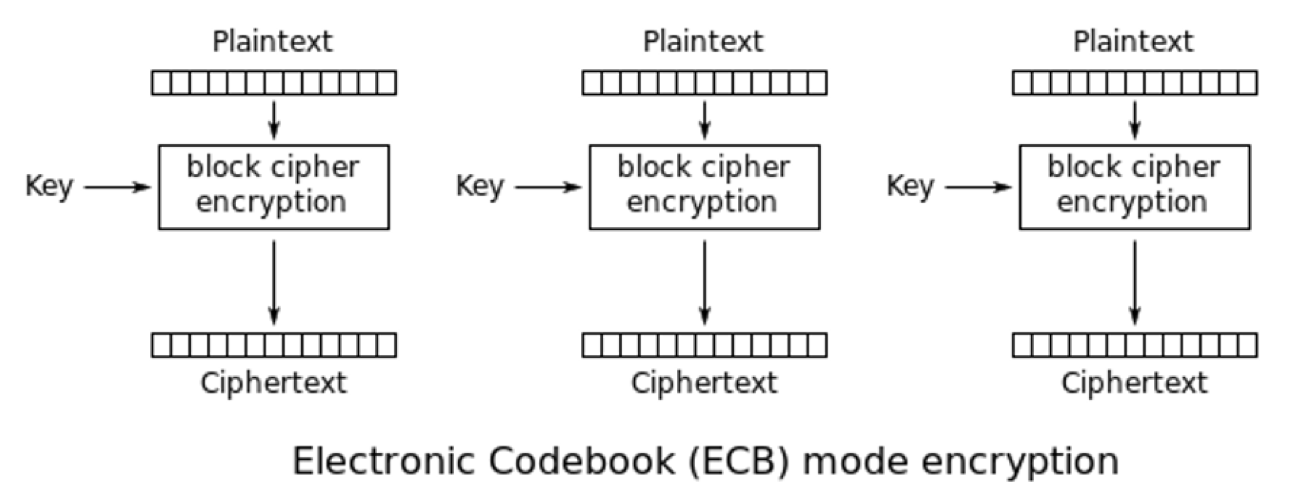 Plaintext
Plaintext
Plaintext
Key
block cipher
encryption
Key
block cipher
encryption
Key
block cipher
encryption
Ciphertext
Ciphertext
Ciphertext
Electronic Codebook (ECB) mode encryption